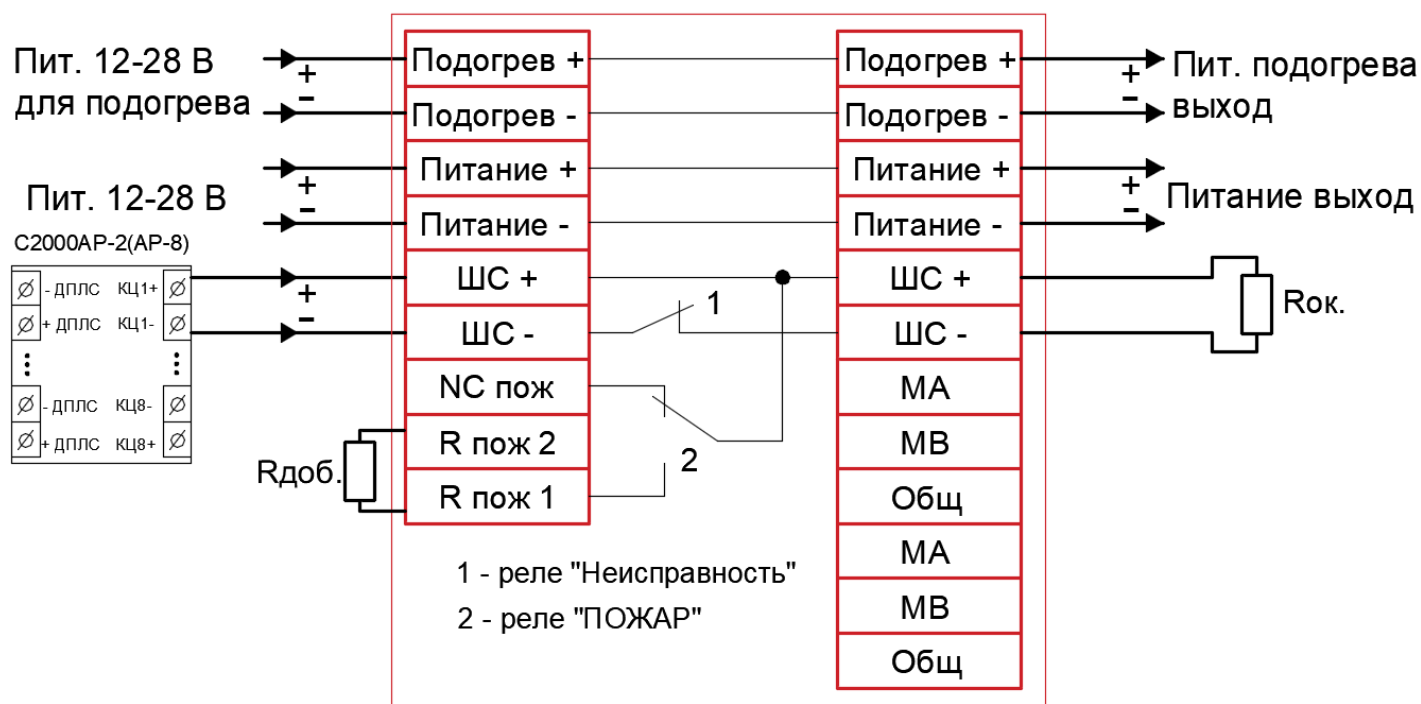 Пит. 12-28 В
для подогрева
+
-
Подогрев +
Подогрев +
+
-
Пит. подогрева
выход
Подогрев -
Подогрев -
Пит. 12-28 В
+
-
Питание +
Питание +
+
-
Питание выход
Питание -
Питание -
С2000АР-2(АР-8)
- ДПЛС КЦ1+
+ ДПЛС КЦ1-
- ДПЛС КЦ8-
+ ДПЛС КЦ8+
+
-
ШС +
ШС +
ШС -
1
ШС -
Rок.
NC пож
МА
Rдоб.
R пож 2
2
МВ
R пож 1
Общ
МА
МВ
Общ
1 - реле "Неисправность"
2 - реле "ПОЖАР"